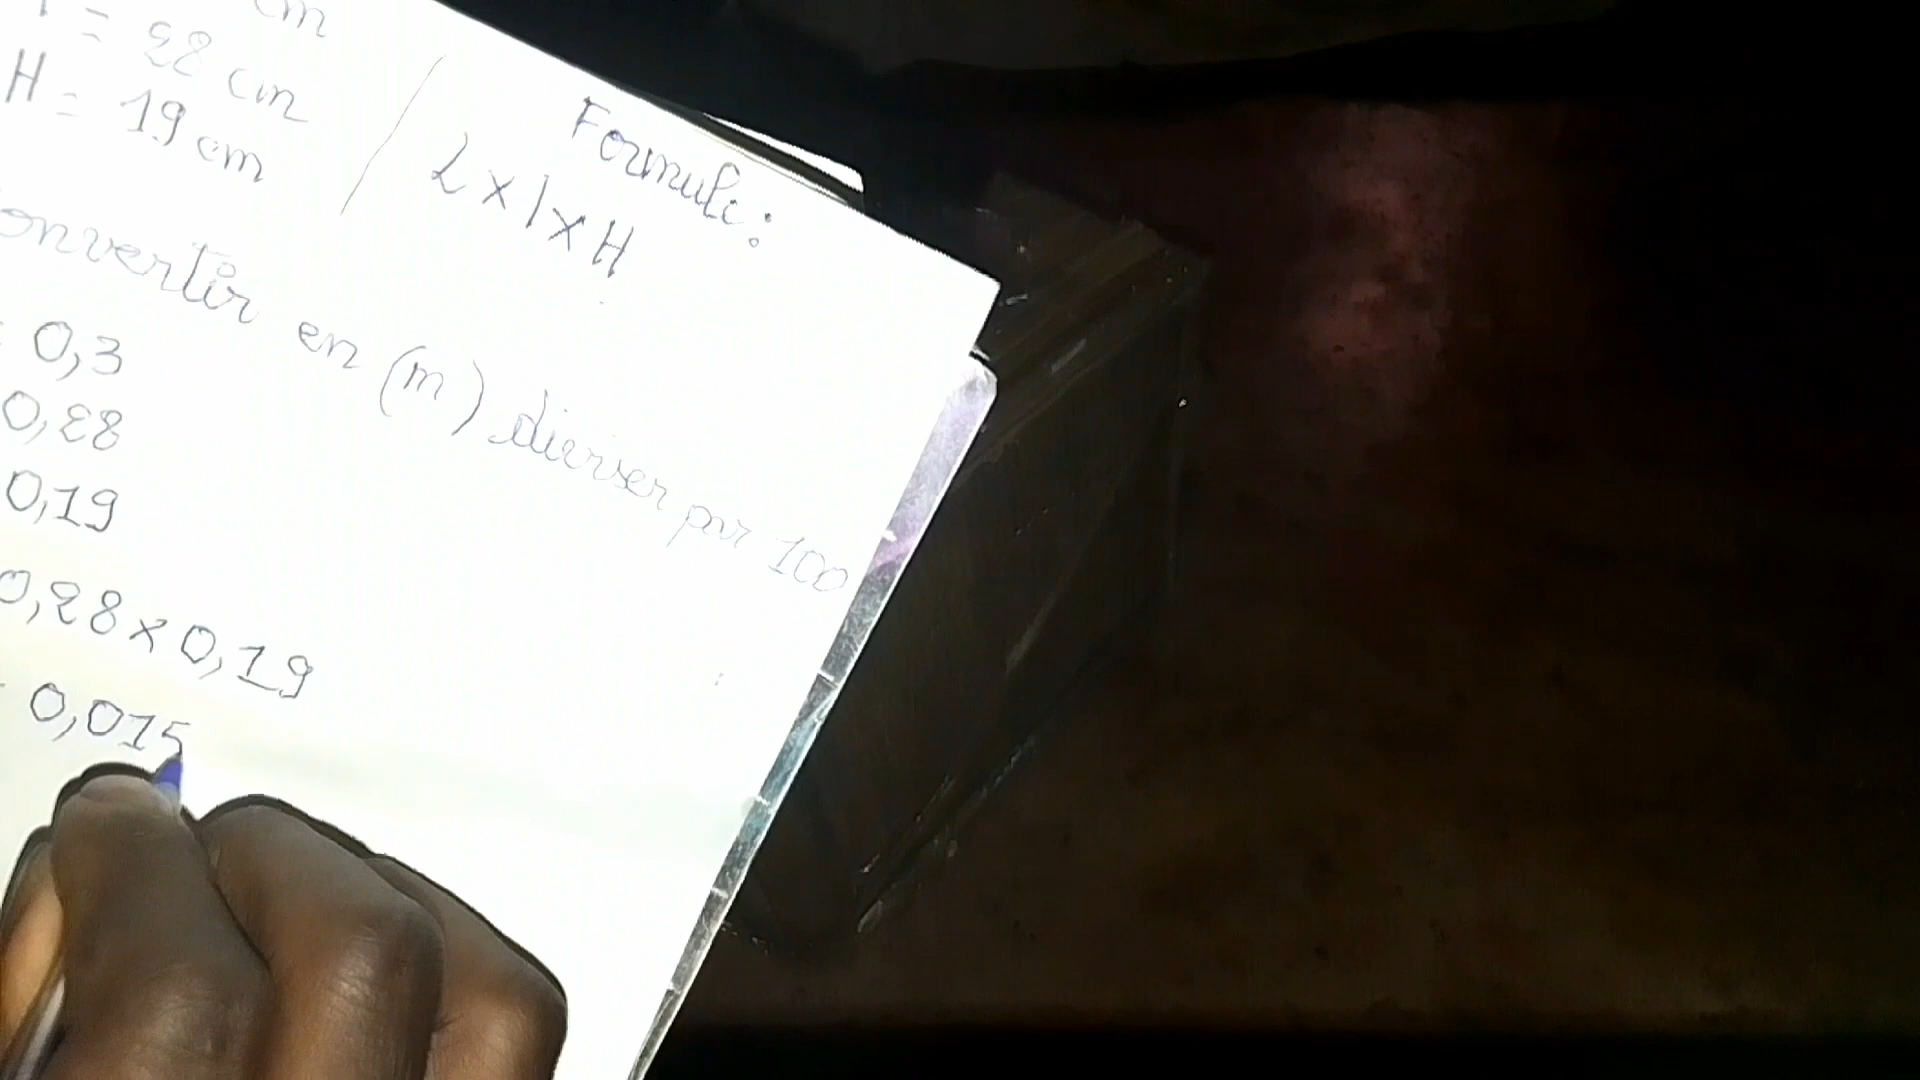 cm
= 28 cm
H = 19 cm
Formule:
L x l x H
onvertir en (m) diviser par 100
0,3
0,28
0,19
0,28 x 0,19
0,015